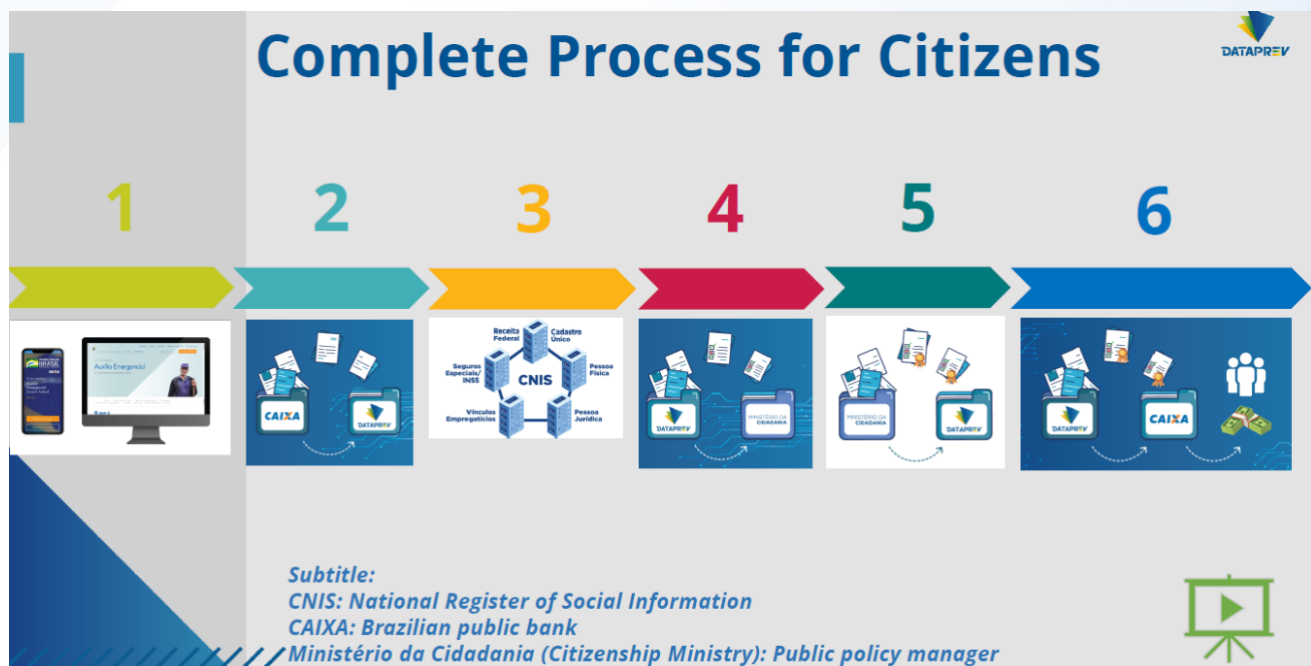 Complete Process for Citizens
DATAPREV
1
2
3
4
5
6
Auxílio Emergencial
CAIXA
DATAPREV
Receita
Federal
Cadastro
Único
Seguros
Especiais/
INSS
CNIS
Pessoa
Física
Vínculos
Empregatícios
Pessoa
Jurídica
DATAPREV
MINISTÉRIO DA
CIDADANIA
MINISTÉRIO DA
CIDADANIA
DATAPREV
DATAPREV
CAIXA
Subtitle:
CNIS: National Register of Social Information
CAIXA: Brazilian public bank
Ministério da Cidadania (Citizenship Ministry): Public policy manager